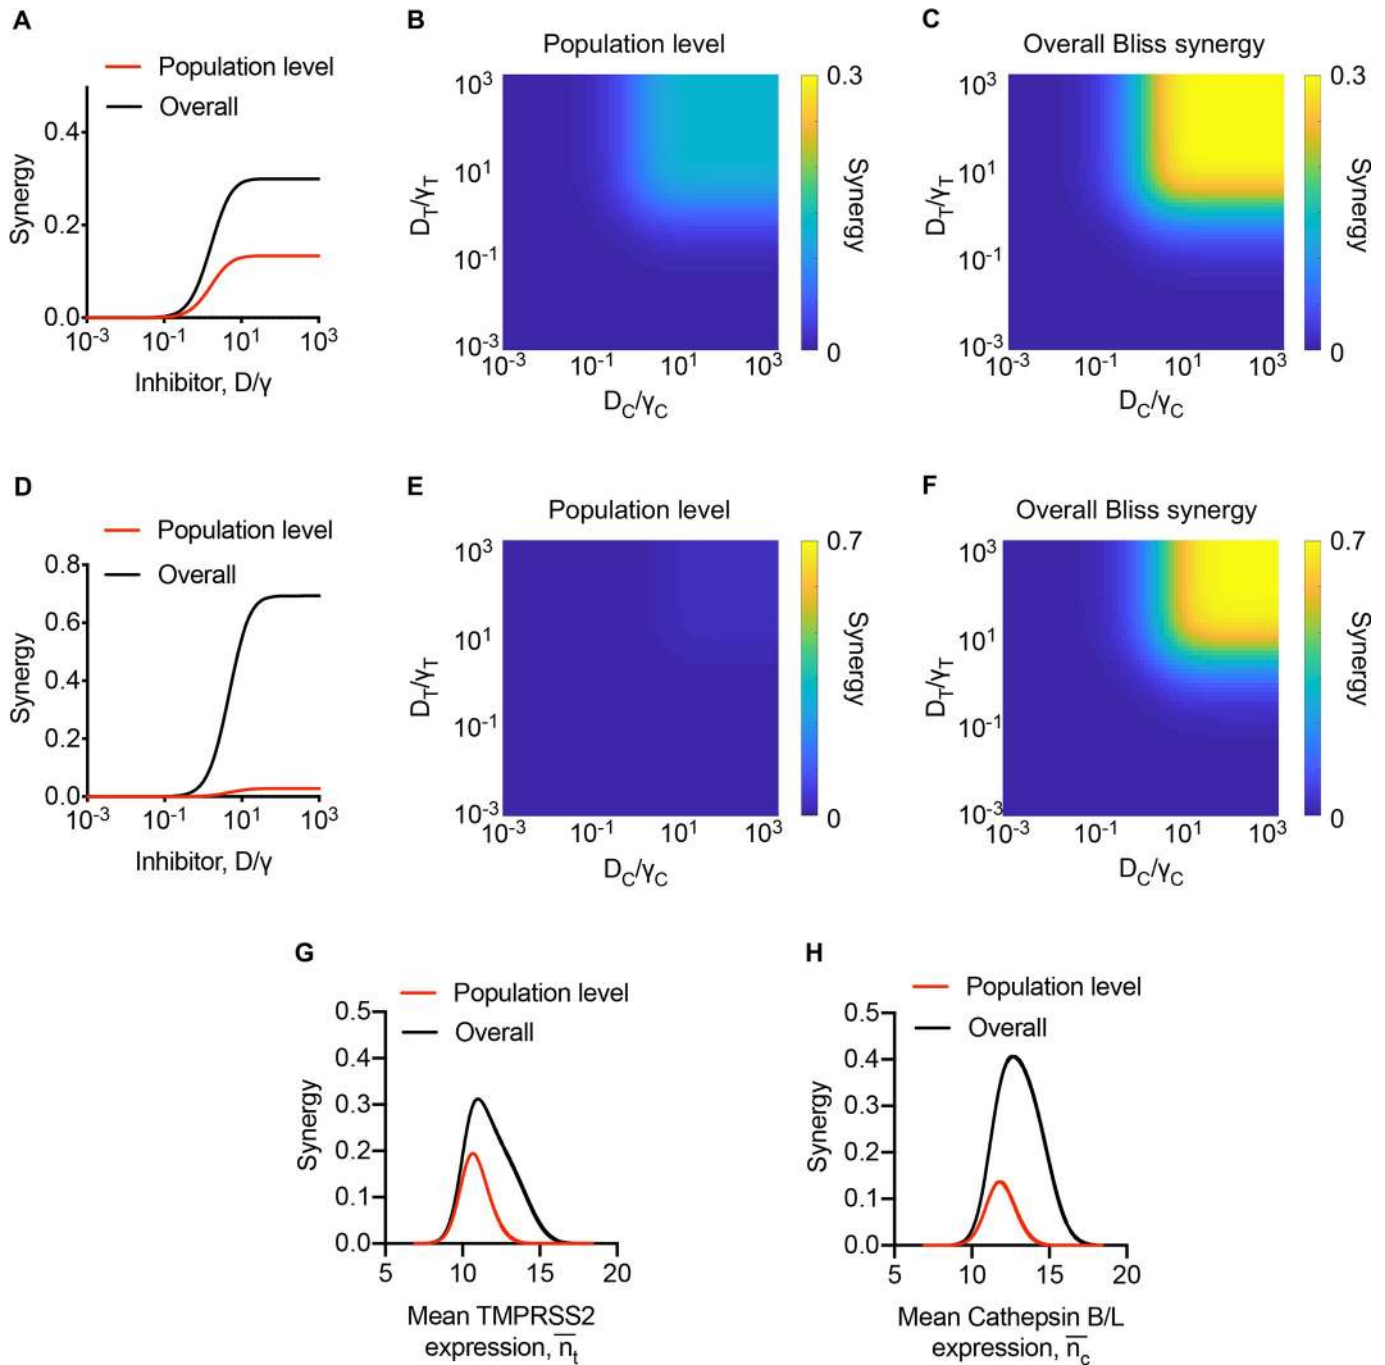 A
Population level
Overall
Synergy
0.4
0.2
0.0
10-3
10-1
101
103
Inhibitor, D/γ
B
Population level
103
101
10-1
10-3
DT/γT
10-3
10-1
101
103
DC/γC
0.3
0
Synergy
C
Overall Bliss synergy
103
101
10-1
10-3
DT/γT
10-3
10-1
101
103
DC/γC
0.3
0
Synergy
D
Population level
Overall
Synergy
0.8
0.6
0.4
0.2
0.0
10-3
10-1
101
103
Inhibitor, D/γ
E
Population level
103
101
10-1
10-3
DT/γT
10-3
10-1
101
103
DC/γC
0.7
0
Synergy
F
Overall Bliss synergy
103
101
10-1
10-3
DT/γT
10-3
10-1
101
103
DC/γC
0.7
0
Synergy
G
Population level
Overall
Synergy
0.5
0.4
0.3
0.2
0.1
0.0
5
10
15
20
Mean TMPRSS2
expression, n̅t
H
Population level
Overall
Synergy
0.5
0.4
0.3
0.2
0.1
0.0
5
10
15
20
Mean Cathepsin B/L
expression, n̅c